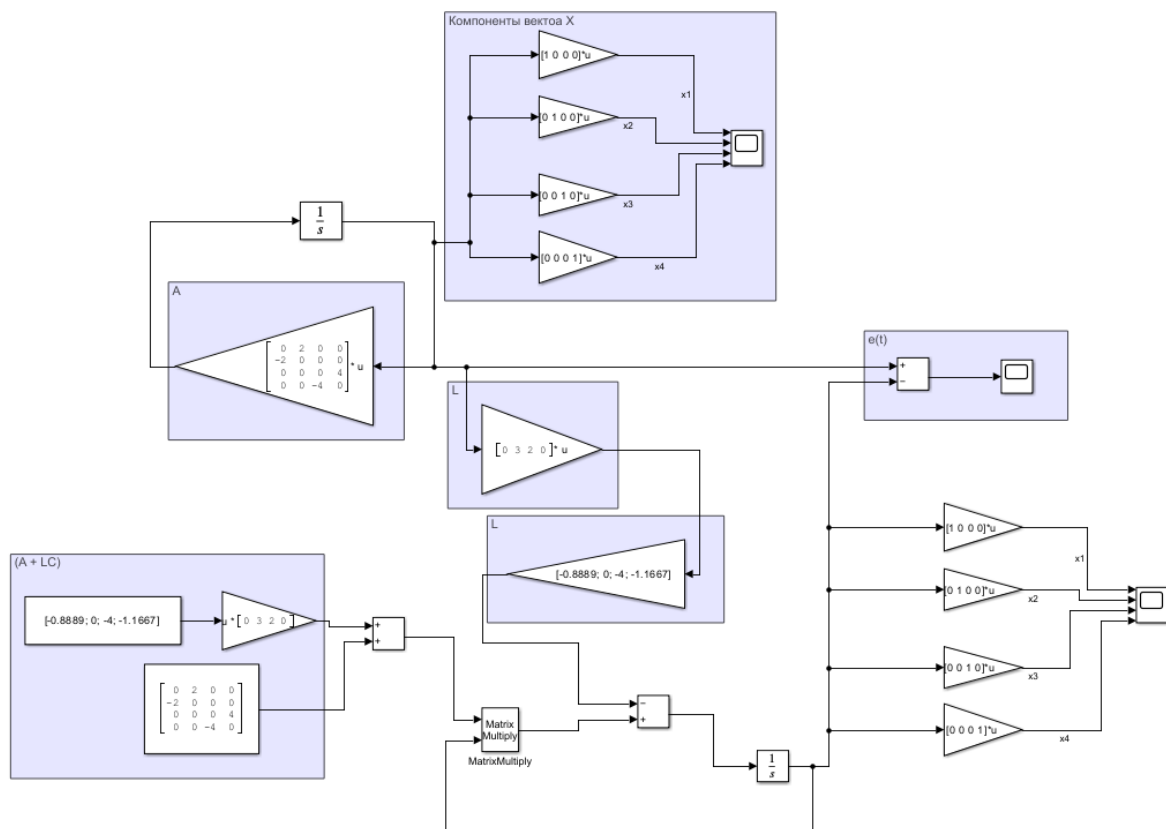 Компоненты вектоа X
[1 0 0 0]*u
x1
[0 1 0 0]*u
x2
[0 0 1 0]*u
x3
[0 0 0 1]*u
x4
1
s
A
0 2 0 0
-2 0 0 0
0 0 0 4
0 0 -4 0
* u
e(t)
+
-
L
[ 0 3 2 0 ]* u
L
[-0.8889; 0; -4; -1.1667]
(A + LC)
[-0.8889; 0; -4; -1.1667]
u * [ 0 3 2 0 ]
+
+
0 2 0 0
-2 0 0 0
0 0 0 4
0 0 -4 0
Matrix
Multiply
MatrixMultiply
-
+
1
s
[1 0 0 0]*u
x1
[0 1 0 0]*u
x2
[0 0 1 0]*u
x3
[0 0 0 1]*u
x4